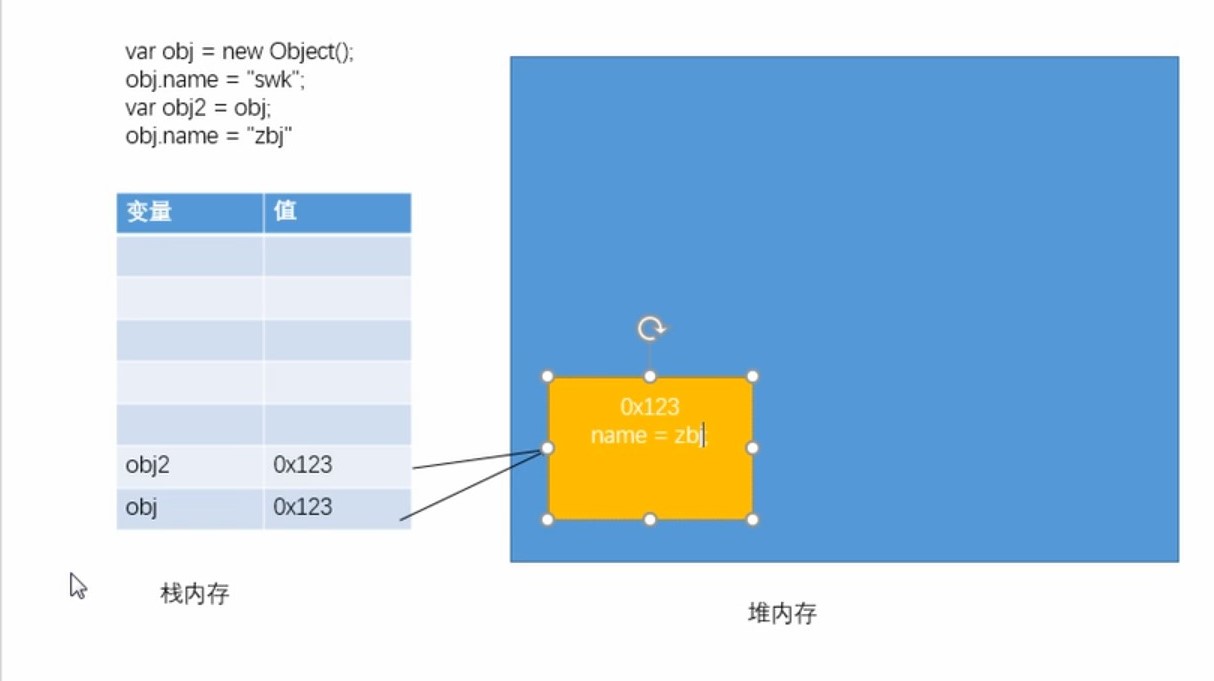 var obj = new Object();
obj.name = "swk";
var obj2 = obj;
obj.name = "zbj"
变量 值
obj2 0x123
obj 0x123
栈内存
0x123
name = zbj;
堆内存